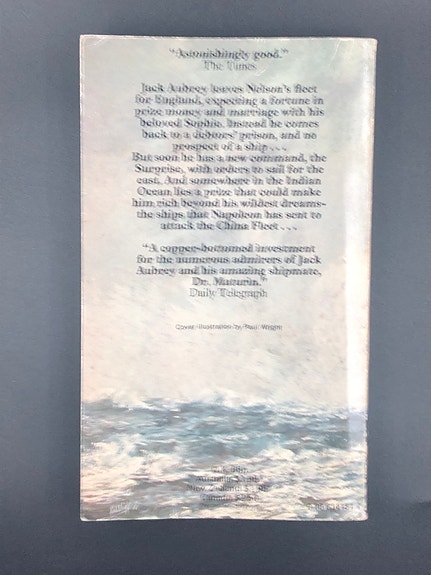 "Astonishingly good."
The Times
Jack Aubrey leaves Nelson's fleet
for England, expecting a fortune in
prize money and marriage with his
beloved Sophie. Instead he comes
back to a debtors' prison, and no
prospect of a ship . . .
But soon he has a new command, the
Surprise, with orders to sail for the
east. And somewhere in the Indian
Ocean lies a prize that could make
him rich beyond his wildest dreams-
the ships that Napoleon has sent to
attack the China Fleet . . .
"A copper-bottomed investment
for the numerous admirers of Jack
Aubrey and his amazing shipmate,
Dr. Maturin."
Daily Telegraph
Cover illustration by Paul Wright
Australia
New Zealand
Canada